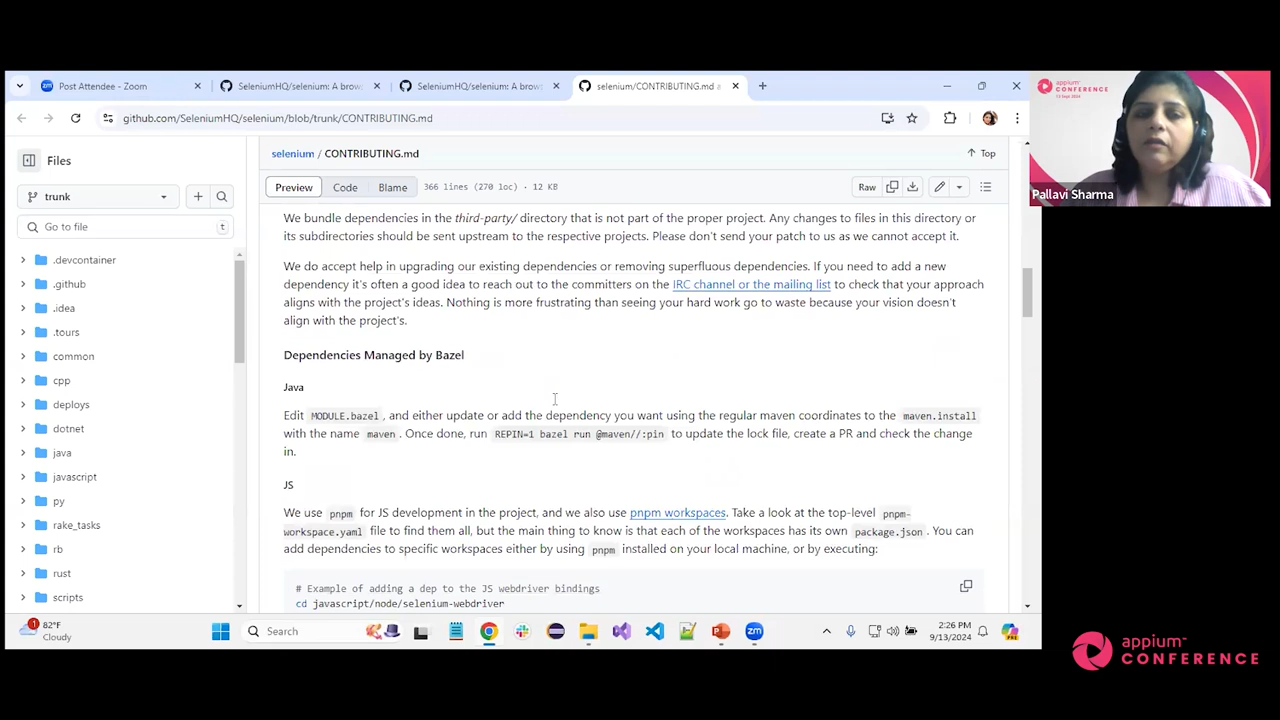 Post Attendee - Zoom
SeleniumHQ/selenium: A brows
SeleniumHQ/selenium: A brows
selenium/CONTRIBUTING.md a
github.com/SeleniumHQ/selenium/blob/trunk/CONTRIBUTING.md
Files
trunk
Go to file
t
.devcontainer
.github
.idea
.tours
common
cpp
deploys
dotnet
java
javascript
py
rake_tasks
rb
rust
scripts
selenium / CONTRIBUTING.md
Top
Preview
Code
Blame
366 lines (270 loc) · 12 KB
Raw
We bundle dependencies in the third-party/ directory that is not part of the proper project. Any changes to files in this directory or
its subdirectories should be sent upstream to the respective projects. Please don't send your patch to us as we cannot accept it.
We do accept help in upgrading our existing dependencies or removing superfluous dependencies. If you need to add a new
dependency it's often a good idea to reach out to the committers on the IRC channel or the mailing list to check that your approach
aligns with the project's ideas. Nothing is more frustrating than seeing your hard work go to waste because your vision doesn't
align with the project's.
Dependencies Managed by Bazel
Java
Edit MODULE.bazel , and either update or add the dependency you want using the regular maven coordinates to the maven.install
with the name maven . Once done, run REPIN=1 bazel run @maven//:pin to update the lock file, create a PR and check the change
in.
JS
We use pnpm for JS development in the project, and we also use pnpm workspaces. Take a look at the top-level pnpm-
workspace.yaml file to find them all, but the main thing to know is that each of the workspaces has its own package.json . You can
add dependencies to specific workspaces either by using pnpm installed on your local machine, or by executing:
# Example of adding a dep to the JS webdriver bindings
cd javascript/node/selenium-webdriver
1
82°F
Cloudy
Search
2:26 PM
9/13/2024
appium
CONFERENCE
Pallavi Sharma
appium™
CONFERENCE